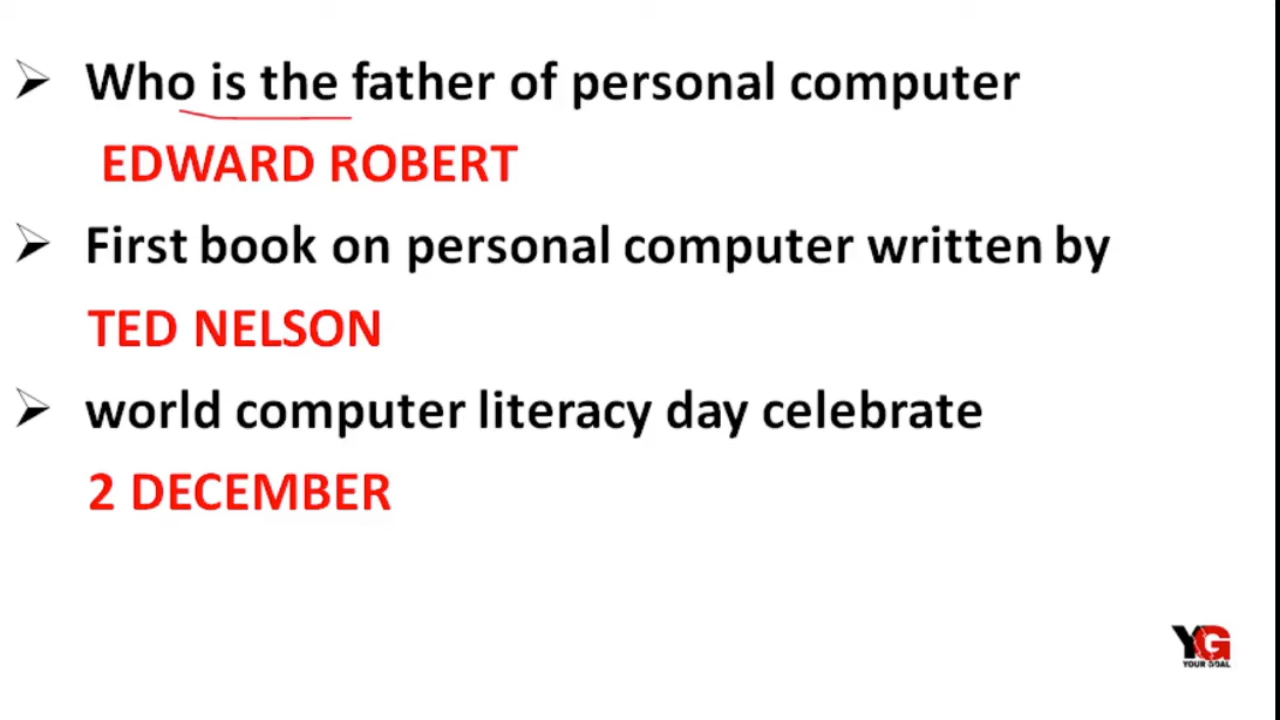 Who is the father of personal computer
EDWARD ROBERT
First book on personal computer written by
TED NELSON
world computer literacy day celebrate
2 DECEMBER
YG
YOUR GOAL